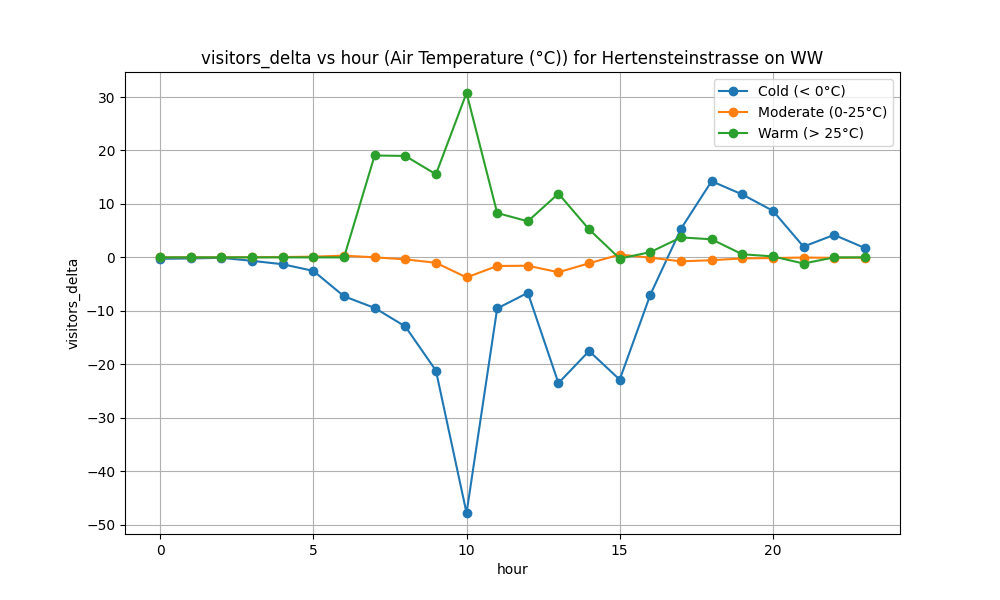 visitors_delta vs hour (Air Temperature (°C)) for Hertensteinstrasse on WW
Cold (< 0°C)
Moderate (0-25°C)
Warm (> 25°C)
30
20
10
0
−10
−20
−30
−40
−50
visitors_delta
0 5 10 15 20
hour